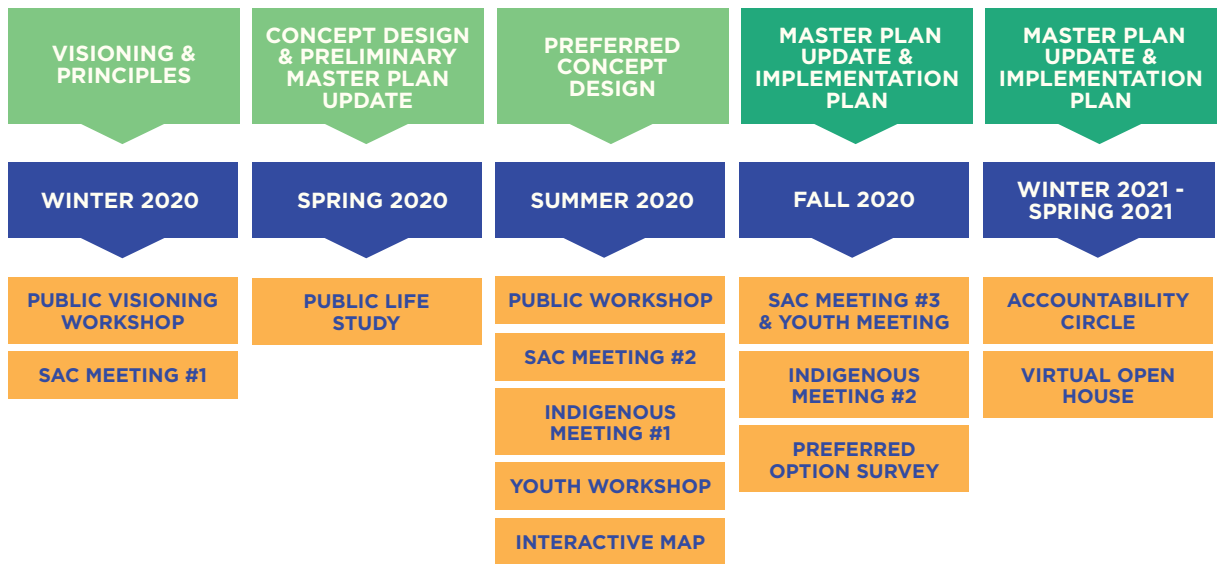 VISIONING &
PRINCIPLES
CONCEPT DESIGN
& PRELIMINARY
MASTER PLAN
UPDATE
PREFERRED
CONCEPT
DESIGN
MASTER PLAN
UPDATE &
IMPLEMENTATION
PLAN
MASTER PLAN
UPDATE &
IMPLEMENTATION
PLAN
WINTER 2020
SPRING 2020
SUMMER 2020
FALL 2020
WINTER 2021 -
SPRING 2021
PUBLIC VISIONING
WORKSHOP
SAC MEETING #1
PUBLIC LIFE
STUDY
PUBLIC WORKSHOP
SAC MEETING #2
INDIGENOUS
MEETING #1
YOUTH WORKSHOP
INTERACTIVE MAP
SAC MEETING #3
& YOUTH MEETING
INDIGENOUS
MEETING #2
PREFERRED
OPTION SURVEY
ACCOUNTABILITY
CIRCLE
VIRTUAL OPEN
HOUSE